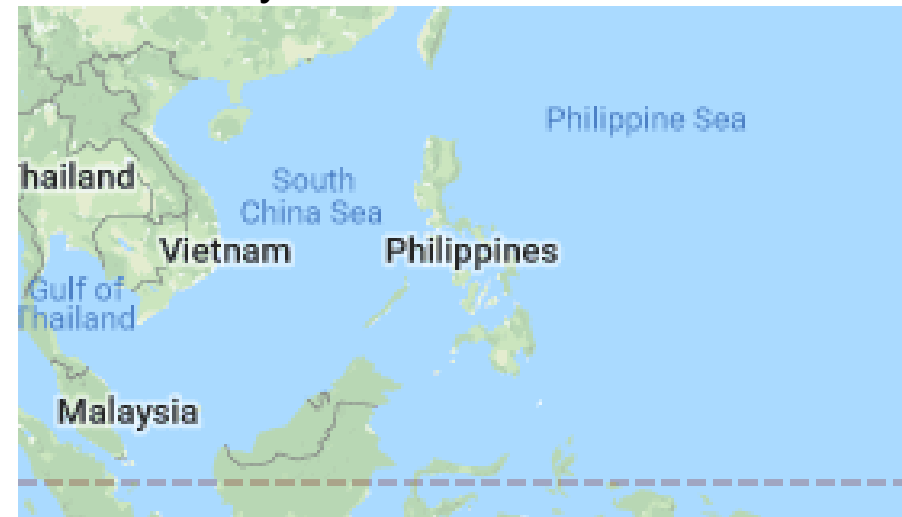 Philippine Sea
hailand
South
China Sea
Vietnam
Philippines
Gulf of
Thailand
Malaysia